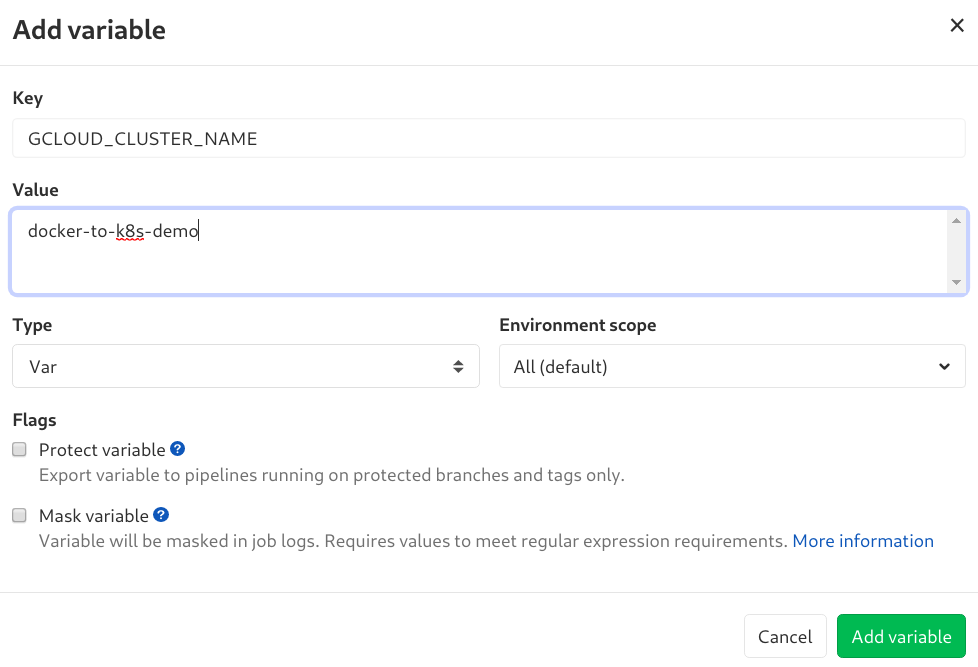 Add variable
Key
GCLOUD_CLUSTER_NAME
Value
docker-to-k8s-demo
Type
Environment scope
Var
All (default)
Flags
Protect variable
Export variable to pipelines running on protected branches and tags only.
Mask variable
Variable will be masked in job logs. Requires values to meet regular expression requirements. More information
Cancel
Add variable